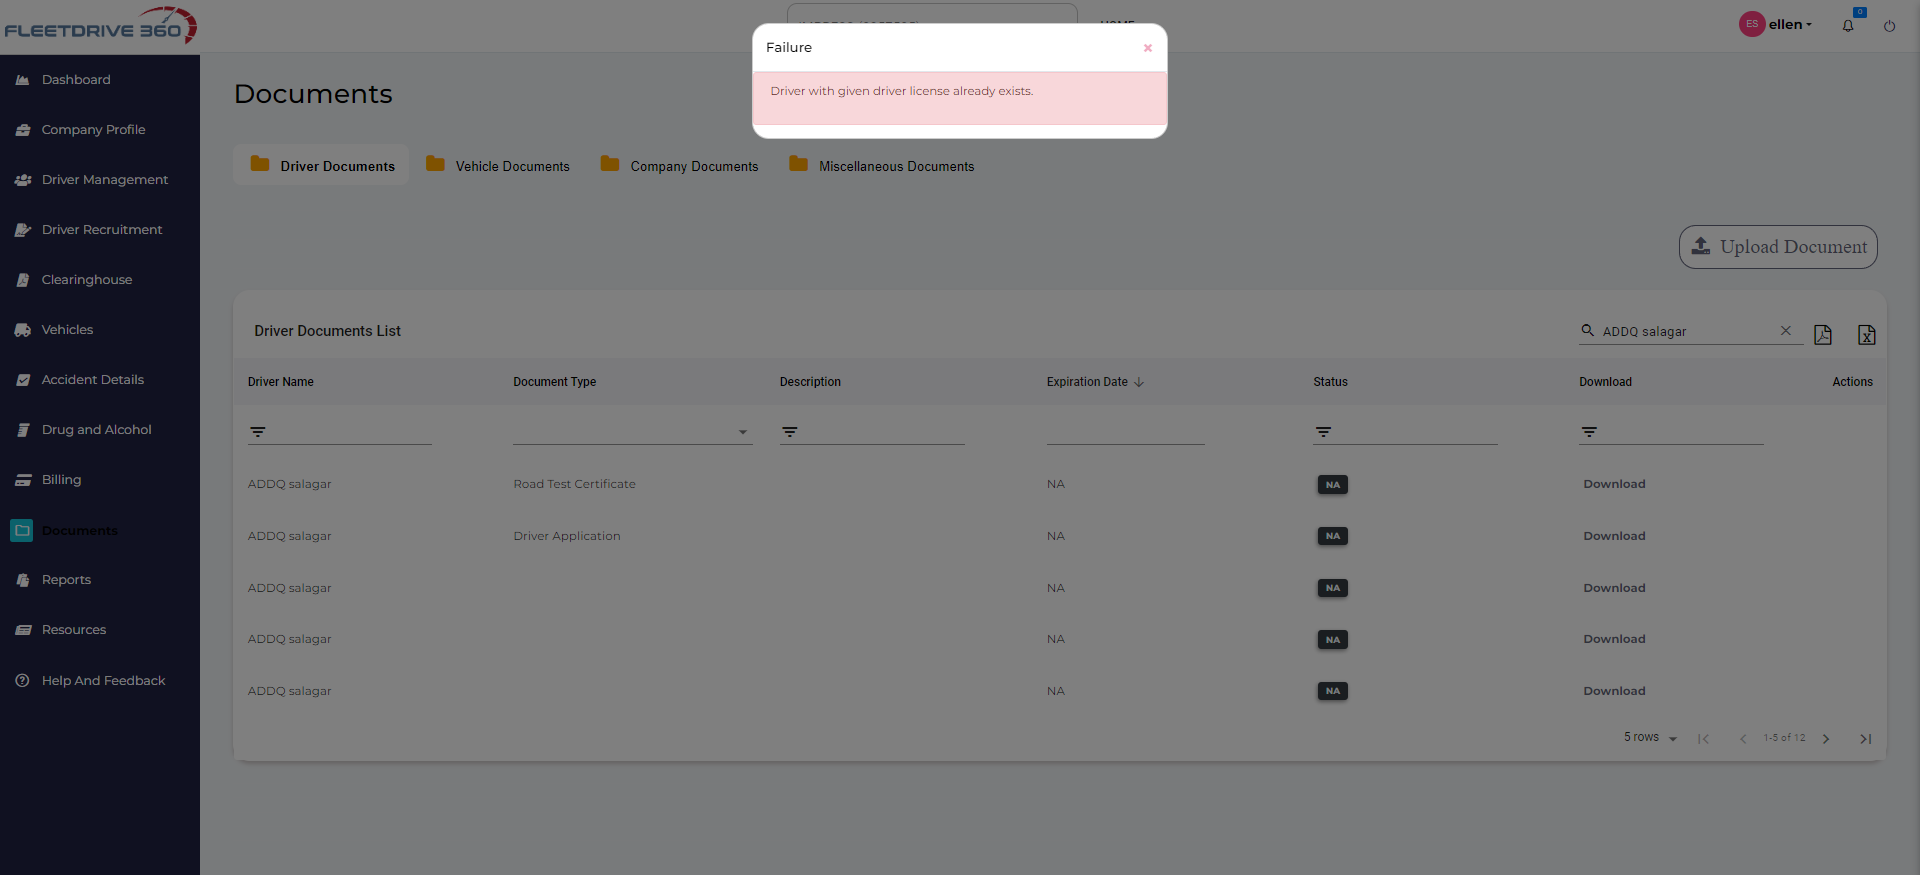 FLEETDRIVE 360
HOME
ES ellen
0
Failure
×
Driver with given driver license already exists.
Dashboard
Company Profile
Driver Management
Driver Recruitment
Clearinghouse
Vehicles
Accident Details
Drug and Alcohol
Billing
Documents
Reports
Resources
Help And Feedback
Documents
Driver Documents Vehicle Documents Company Documents Miscellaneous Documents
Upload Document
Driver Documents List
ADDQ salagar
Driver Name Document Type Description Expiration Date Status Download Actions
ADDQ salagar Road Test Certificate NA NA Download
ADDQ salagar Driver Application NA NA Download
ADDQ salagar NA NA Download
ADDQ salagar NA NA Download
ADDQ salagar NA NA Download
5 rows 1-5 of 12